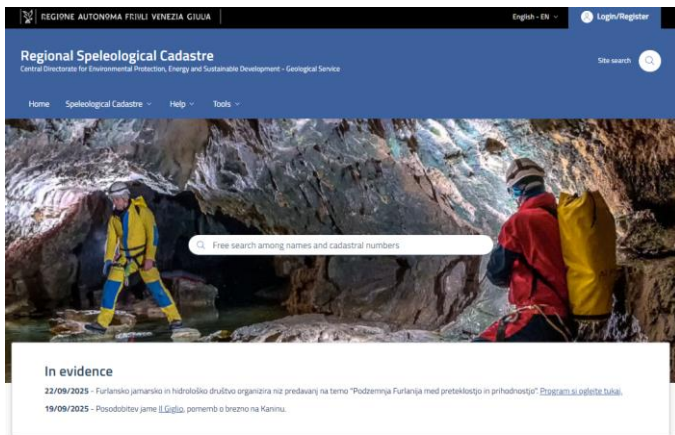 REGIONE AUTONOMA FRIULI VENEZIA GIULIA
English - EN
Login/Register
Regional Speleological Cadastre
Central Directorate for Environmental Protection, Energy and Sustainable Development - Geological Service
Site search
Home Speleological Cadastre Help Tools
Free search among names and cadastral numbers
In evidence
22/09/2025 - Furlansko jamarsko in hidrološko društvo organizira niz predavanj na temo "Podzemnja Furlanija med preteklostjo in prihodnostjo". Program si oglejte tukaj.
19/09/2025 - Posodobitev jame Il Giglio, pomemb o brezno na Kaninu.